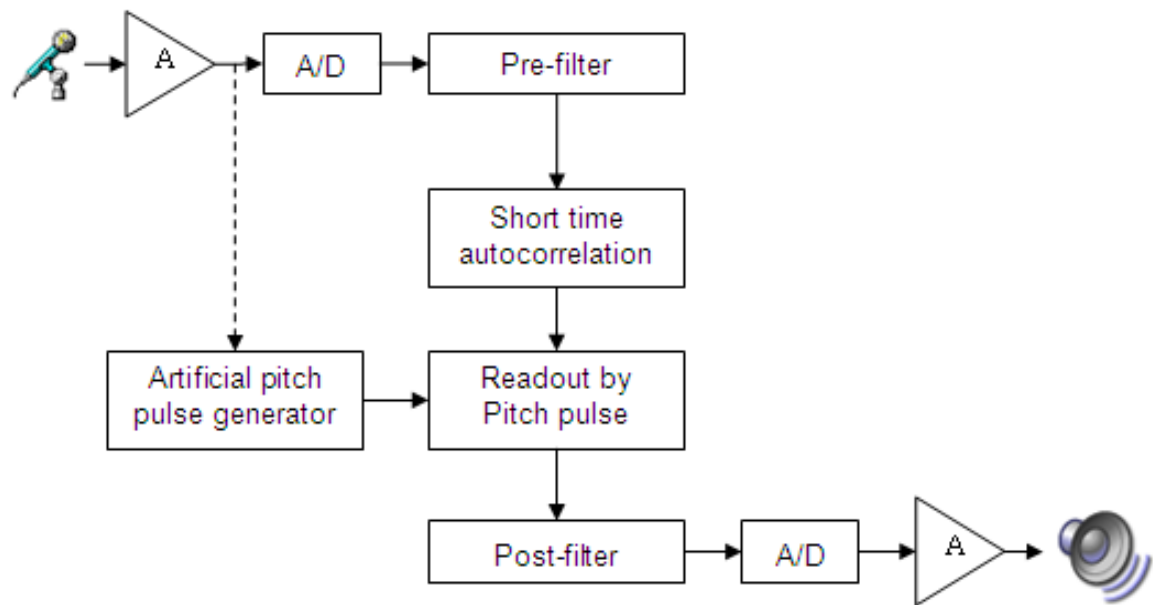 A
A/D
Pre-filter
Short time
autocorrelation
Artificial pitch
pulse generator
Readout by
Pitch pulse
Post-filter
A/D
A